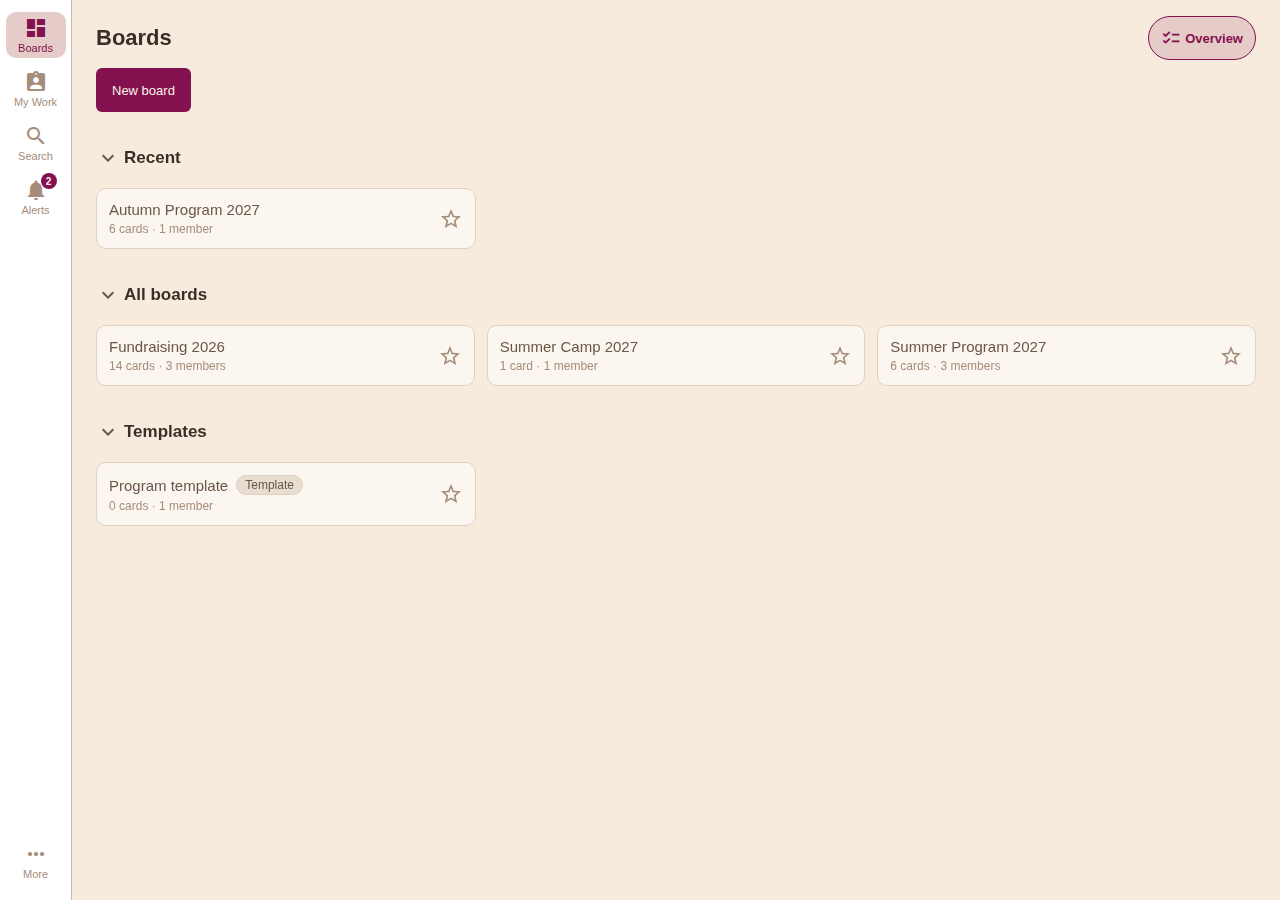 Boards
My Work
Search
2
Alerts
More
Boards
Overview
New board
Recent
Autumn Program 2027
6 cards · 1 member
All boards
Fundraising 2026
14 cards · 3 members
Summer Camp 2027
1 card · 1 member
Summer Program 2027
6 cards · 3 members
Templates
Program template Template
0 cards · 1 member